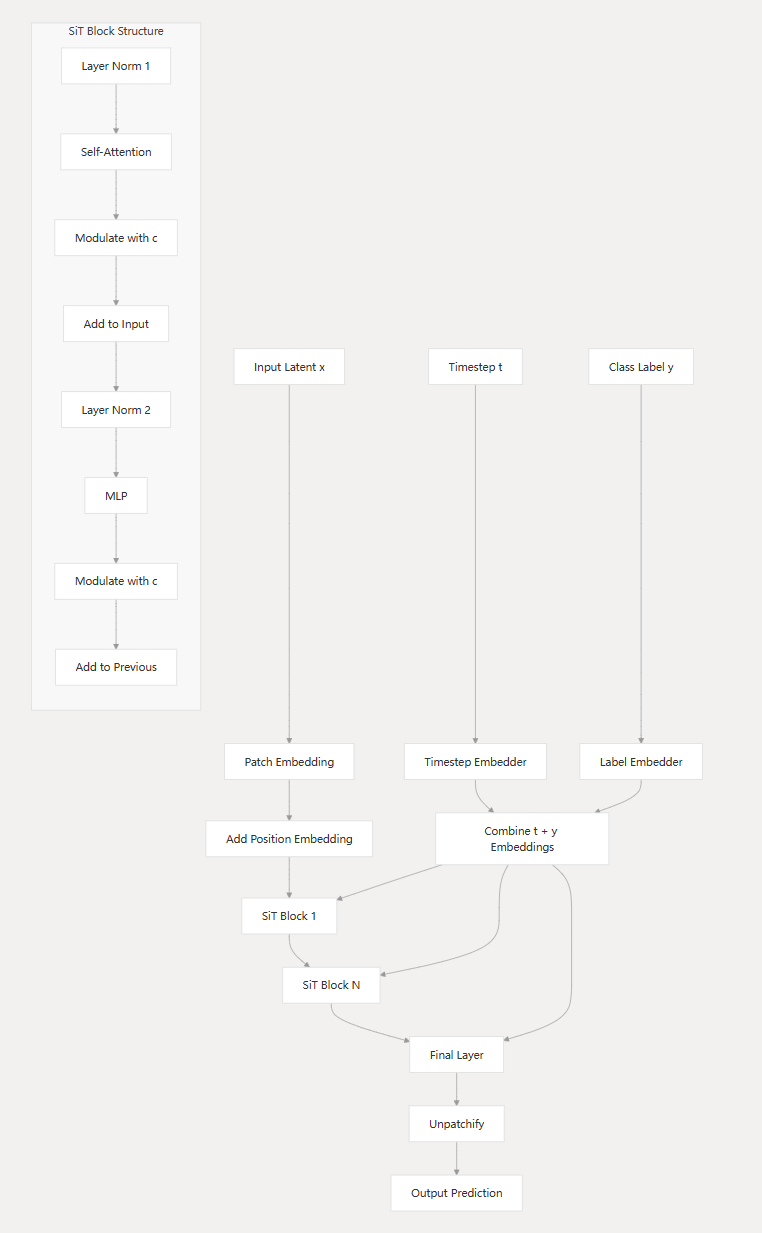 SiT Block Structure
Layer Norm 1
Self-Attention
Modulate with c
Add to Input
Layer Norm 2
MLP
Modulate with c
Add to Previous
Input Latent x
Timestep t
Class Label y
Patch Embedding
Timestep Embedder
Label Embedder
Add Position Embedding
Combine t + y
Embeddings
SiT Block 1
SiT Block N
Final Layer
Unpatchify
Output Prediction